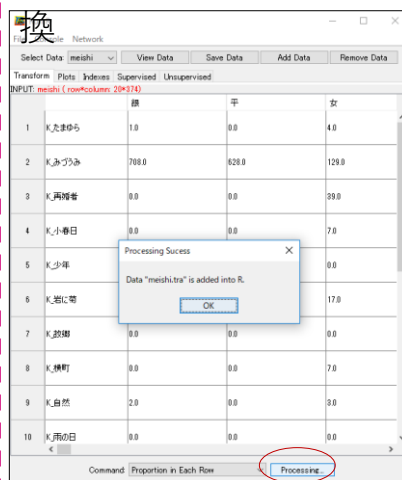 換
File Console Network
Select Data: meishi View Data Save Data Add Data Remove Data
Transform Plots Indexes Supervised Unsupervised
INPUT: meishi ( row*column: 20*374)
顔 平 女
1 K_たまゆら 1.0 0.0 4.0
2 K_みづうみ 708.0 628.0 129.0
3 K_再婚者 0.0 0.0 39.0
4 K_小春日 0.0 0.0 7.0
5 K_少年 0.0
6 K_岩に菊 17.0
7 K_故郷 0.0 0.0 0.0
8 K_横町 0.0 0.0 7.0
9 K_自然 2.0 0.0 3.0
10 K_雨の日 0.0 0.0 0.0
Processing Sucess
Data "meishi.tra" is added into R.
OK
Command Proportion in Each Row Processing...